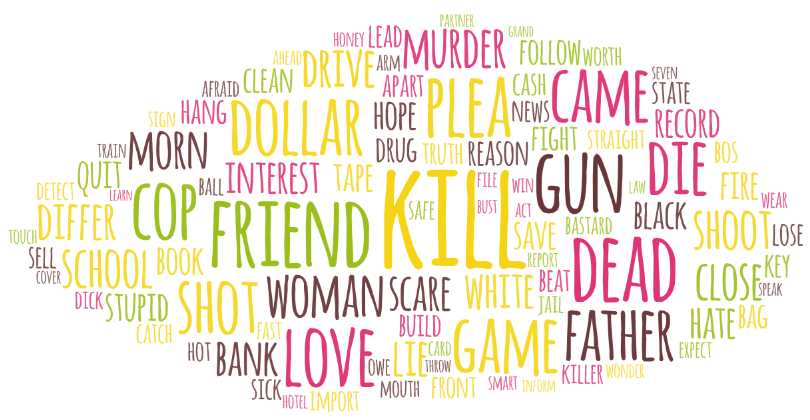 PARTNER
HONEY LEAD MURDER GRAND
AHEAD DRIVE ARM FOLLOW WORTH
AFRAID CLEAN APART CASH CAME SEVEN
SIGN HANG DOLLAR HOPE PLEA NEWS STATE
TRAIN MORN DRUG TRUTH REASON FIGHT STRAIGHT RECORD
QUIT BALL INTEREST TAPE KILL FILE WIN GUN LAW DIE BOS
DETECT LEARN COP FRIEND SAFE BUST ACT BLACK FIRE WEAR
TOUCH DIFFER SAVE BASTARD SHOOT LOSE
SELL SCHOOL BOOK REPORT DEAD CLOSE KEY
COVER DICK STUPID SHOT WOMAN SCARE WHITE BEAT JAIL SPEAK
CATCH FAST BUILD GAME FATHER HATE BAG
HOT BANK LOVE OWE LIE CARD THROW EXPECT
SICK MOUTH FRONT SMART INFORM KILLER WONDER
HOTEL IMPORT